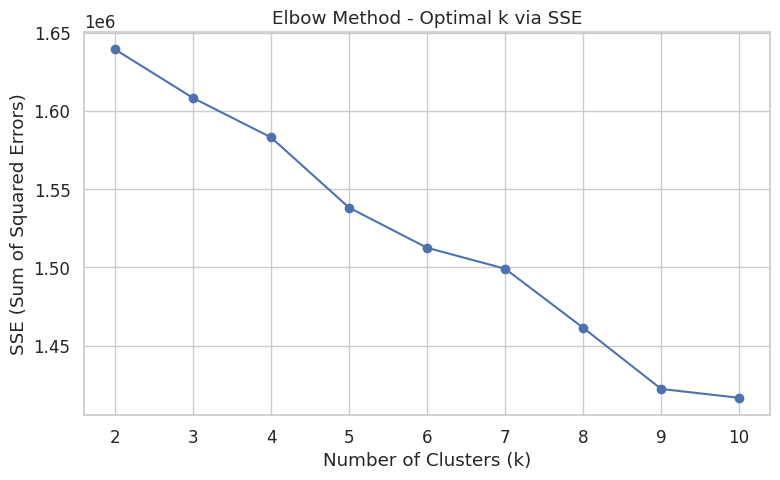 Elbow Method - Optimal k via SSE
1e6
1.65
1.60
1.55
1.50
1.45
SSE (Sum of Squared Errors)
2 3 4 5 6 7 8 9 10
Number of Clusters (k)